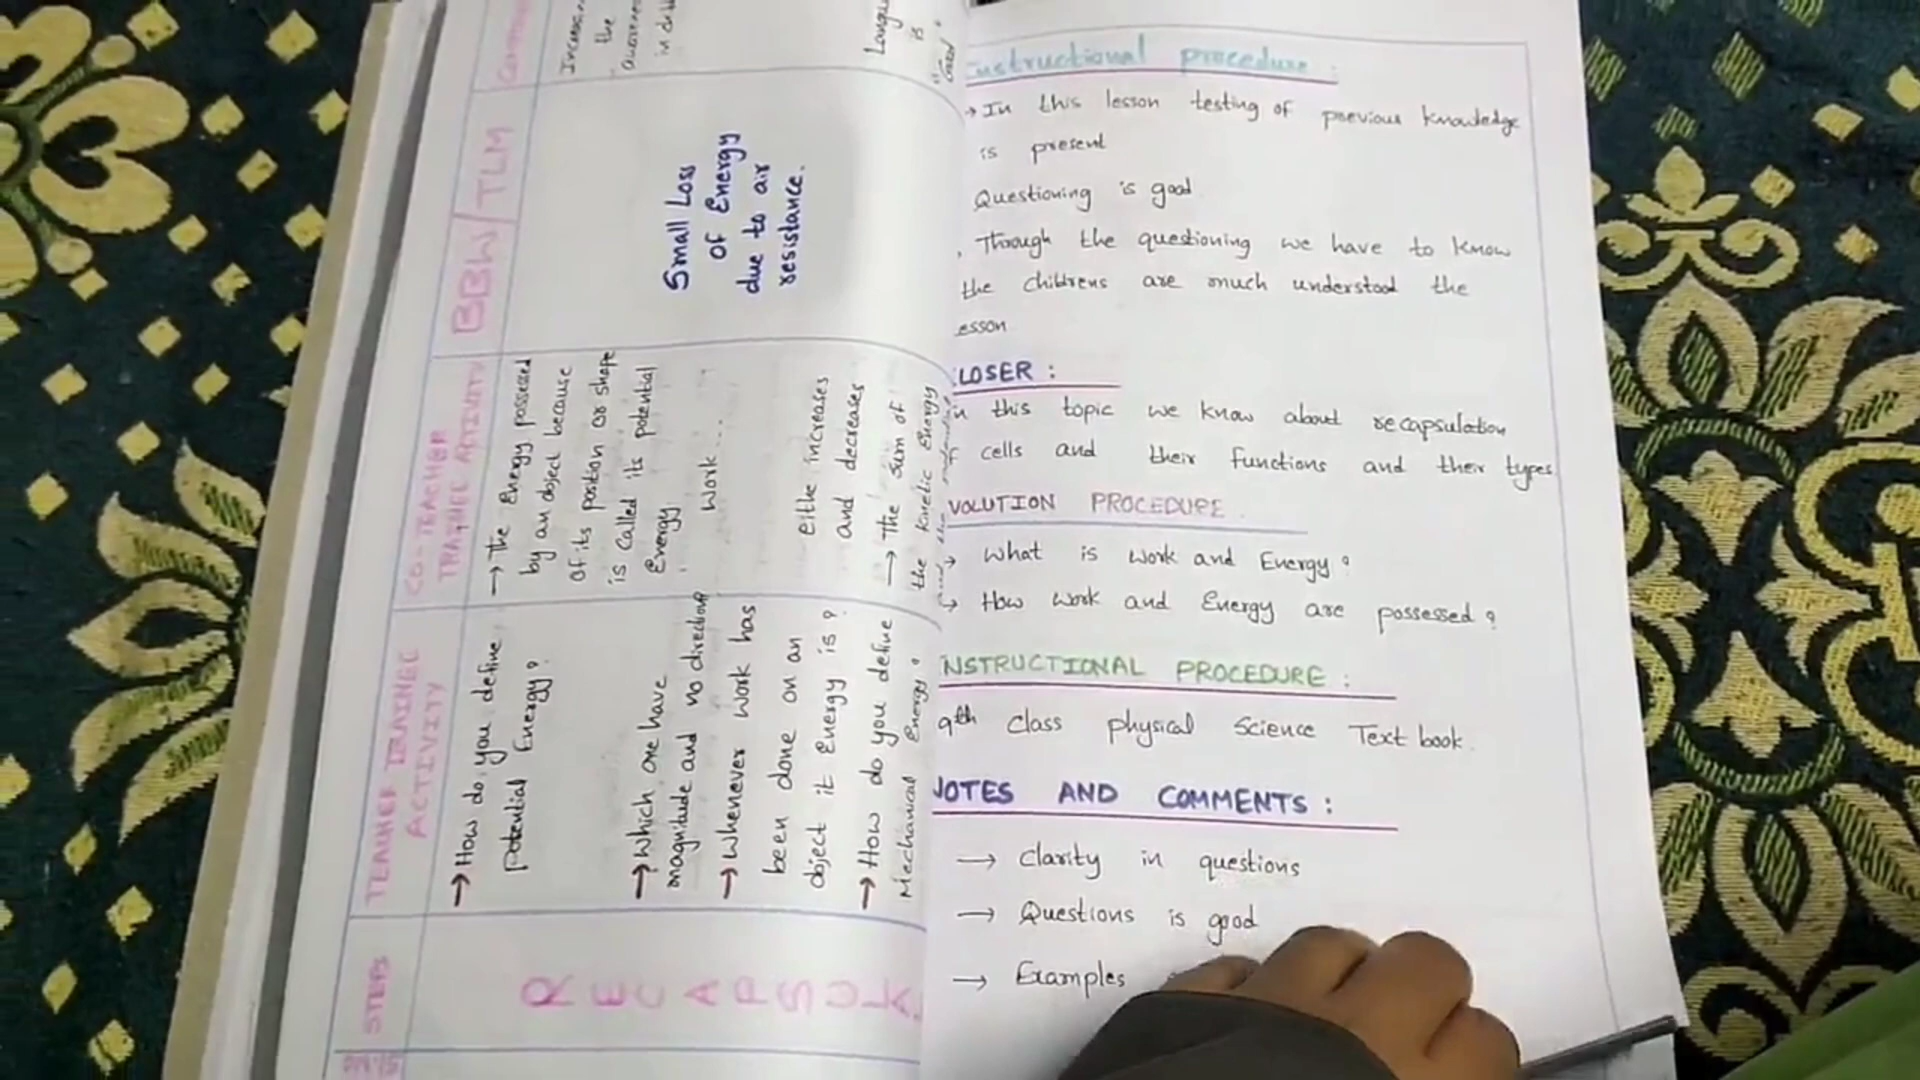 STEPS
TEACHER TRAINEE
ACTIVITY
CO-TEACHER
TRAINEE ACTIVITY
BBW/TLM
RECAPSULA
→ How do you define
potential Energy?
→ Which one have
magnitude and no direction
→ Whenever work has
been done on an
object it Energy is?
→ How do you define
Mechanical Energy?
→ The Energy possessed
by an object because
of its position or shape
is called its potential
Energy
work...
eithe increases
and decreases
→ The sum of
the kinetic Energy
Small Loss
of Energy
due to air
resistance.
the
in
is
nstructional procedure:
→ In this lesson testing of previous knowledge
is present
Questioning is good
Through the questioning we have to know
the childrens are much understood the
esson
LOSER:
in this topic we know about recapsulation
f cells and their functions and their types
VOLUTION PROCEDURE
↓ what is work and Energy?
↓ How work and Energy are possessed?
NSTRUCTIONAL PROCEDURE:
9th class physical Science Text book.
NOTES AND COMMENTS:
→ clarity in questions
→ Questions is good
→ Examples